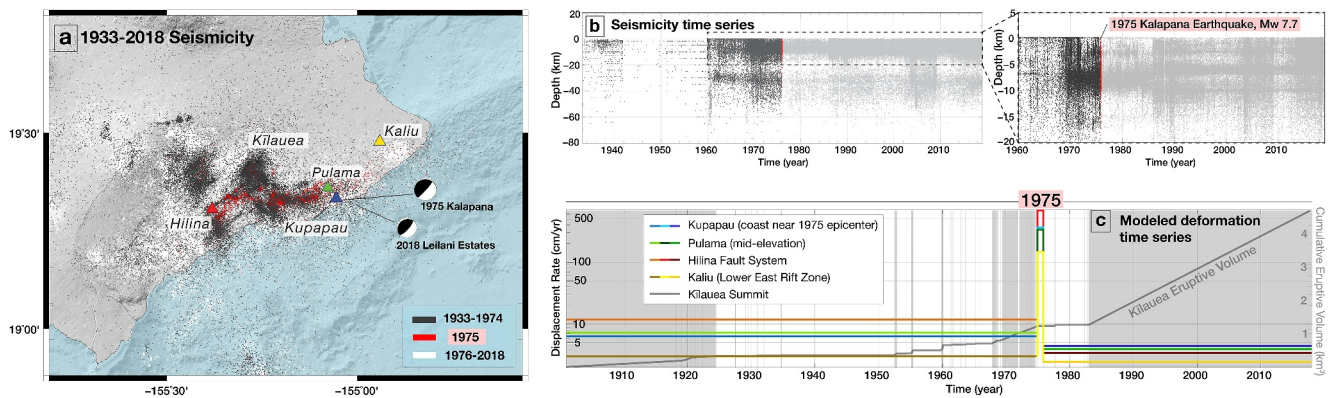 a 1933-2018 Seismicity
Kīlauea
Kaliu
Pulama
1975 Kalapana
Hilina
Kupapau
2018 Leilani Estates
1933-1974
1975
1976-2018
19°30'
19°00'
−155°30'
−155°00'
b Seismicity time series
Depth (km)
20
0
−20
−40
−60
−80
1940 1950 1960 1970 1980 1990 2000 2010
Time (year)
1975 Kalapana Earthquake, Mw 7.7
Depth (km)
5
0
−5
−10
−15
−20
1960 1970 1980 1990 2000 2010
Time (year)
1975
c Modeled deformation
time series
Kupapau (coast near 1975 epicenter)
Pulama (mid-elevation)
Hilina Fault System
Kaliu (Lower East Rift Zone)
Kīlauea Summit
Displacement Rate (cm/yr)
500
100
50
10
5
Kīlauea Eruptive Volume
Cumulative Eruptive Volume (km³)
4
3
2
1
1910 1920 1930 1940 1950 1960 1970 1980 1990 2000 2010
Time (year)